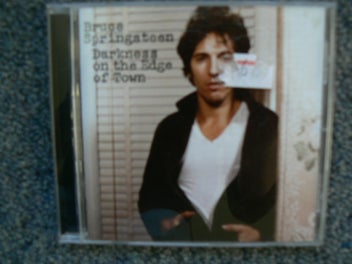 Bruce
Springsteen
Darkness
on the Edge
of Town